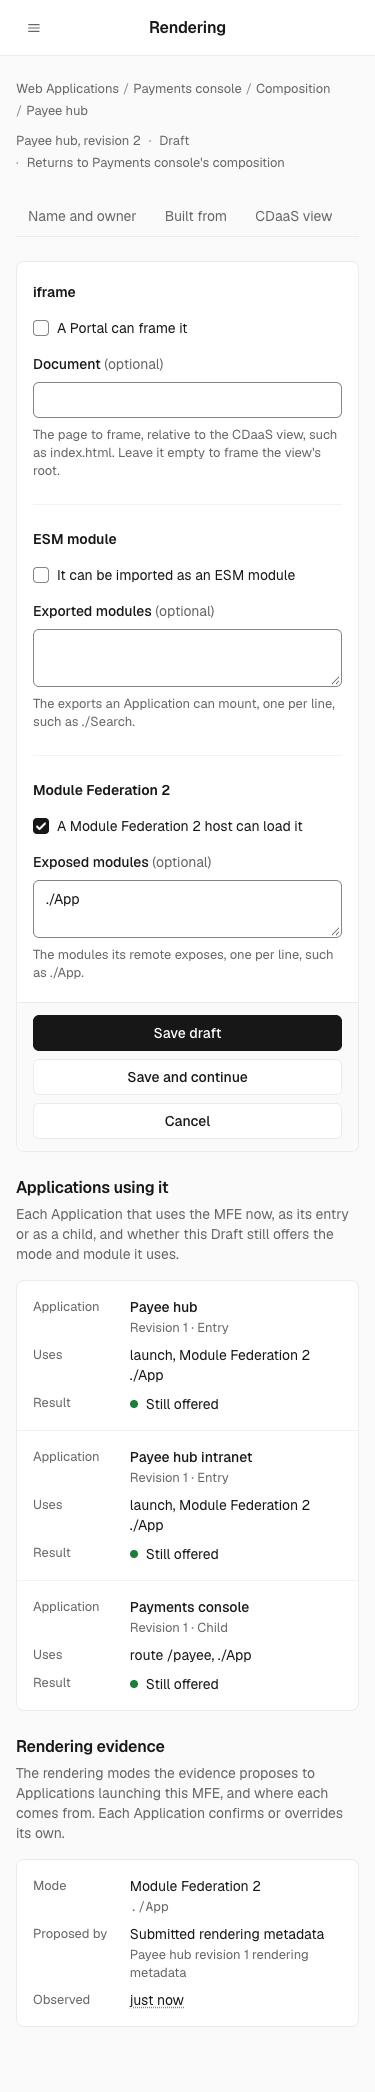 Rendering
Web Applications / Payments console / Composition
/ Payee hub
Payee hub, revision 2 · Draft
· Returns to Payments console's composition
Name and owner Built from CDaaS view
iframe
A Portal can frame it
Document (optional)
The page to frame, relative to the CDaaS view, such
as index.html. Leave it empty to frame the view's
root.
ESM module
It can be imported as an ESM module
Exported modules (optional)
The exports an Application can mount, one per line,
such as ./Search.
Module Federation 2
A Module Federation 2 host can load it
Exposed modules (optional)
./App
The modules its remote exposes, one per line, such
as ./App.
Save draft
Save and continue
Cancel
Applications using it
Each Application that uses the MFE now, as its entry
or as a child, and whether this Draft still offers the
mode and module it uses.
Application Payee hub
Revision 1 · Entry
Uses launch, Module Federation 2
./App
Result Still offered
Application Payee hub intranet
Revision 1 · Entry
Uses launch, Module Federation 2
./App
Result Still offered
Application Payments console
Revision 1 · Child
Uses route /payee, ./App
Result Still offered
Rendering evidence
The rendering modes the evidence proposes to
Applications launching this MFE, and where each
comes from. Each Application confirms or overrides
its own.
Mode Module Federation 2
./App
Proposed by Submitted rendering metadata
Payee hub revision 1 rendering
metadata
Observed just now